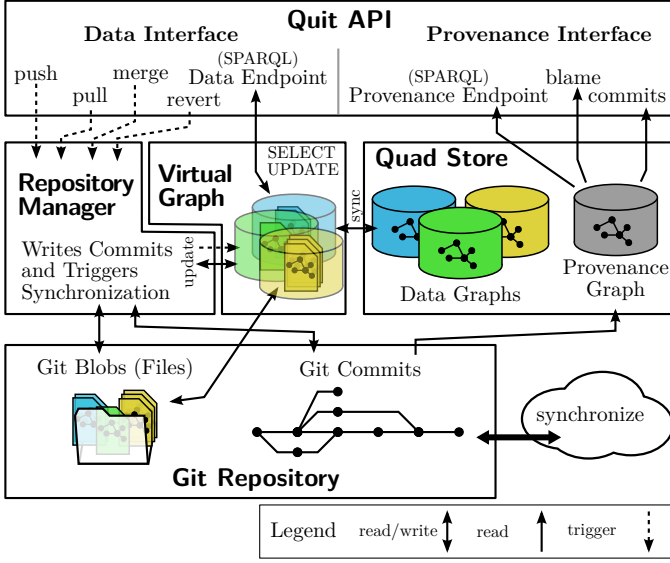 Quit API
Data Interface
Provenance Interface
push
pull
merge
revert
(SPARQL)
Data Endpoint
(SPARQL)
Provenance Endpoint
blame
commits
Repository
Manager
Writes Commits
and Triggers
Synchronization
Virtual
Graph
SELECT
UPDATE
update
sync
Quad Store
Data Graphs
Provenance
Graph
Git Blobs (Files)
Git Commits
Git Repository
synchronize
Legend
read/write
read
trigger